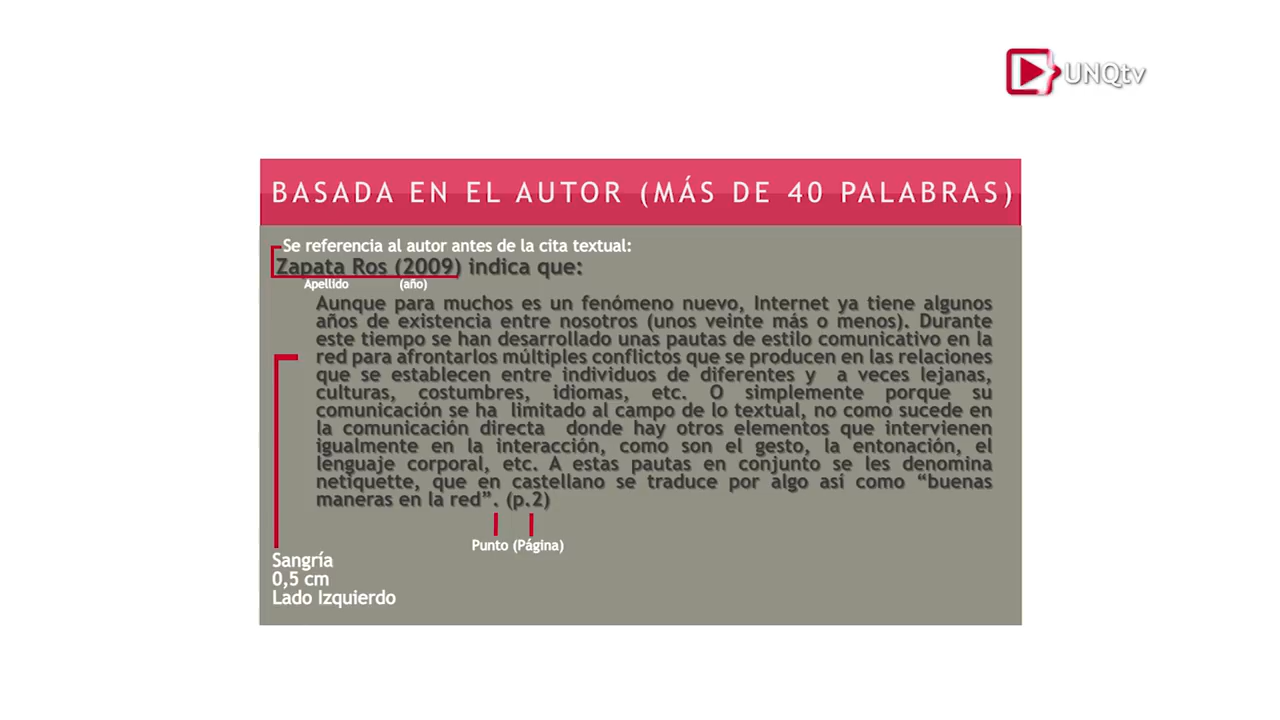 UNQtv
BASADA EN EL AUTOR (MÁS DE 40 PALABRAS)
Se referencia al autor antes de la cita textual:
Zapata Ros (2009) indica que:
Apellido (año)
Aunque para muchos es un fenómeno nuevo, Internet ya tiene algunos
años de existencia entre nosotros (unos veinte más o menos). Durante
este tiempo se han desarrollado unas pautas de estilo comunicativo en la
red para afrontarlos múltiples conflictos que se producen en las relaciones
que se establecen entre individuos de diferentes y a veces lejanas,
culturas, costumbres, idiomas, etc. O simplemente porque su
comunicación se ha limitado al campo de lo textual, no como sucede en
la comunicación directa donde hay otros elementos que intervienen
igualmente en la interacción, como son el gesto, la entonación, el
lenguaje corporal, etc. A estas pautas en conjunto se les denomina
netiquette, que en castellano se traduce por algo así como “buenas
maneras en la red”. (p.2)
Punto (Página)
Sangría
0,5 cm
Lado Izquierdo